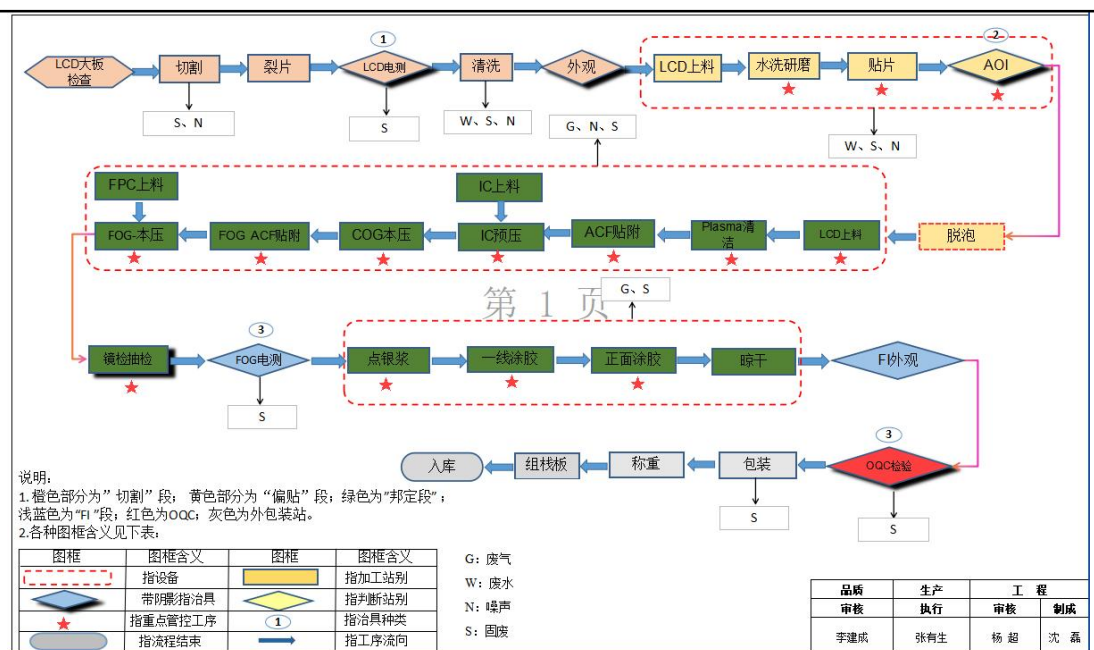 ①
②
LCD大板
检查
切割
裂片
LCD电测
清洗
外观
LCD上料
水洗研磨
贴片
AOI
S、N
S
W、S、N
G、N、S
W、S、N
FPC上料
IC上料
FOG-本压
FOG ACF贴附
COG本压
IC预压
ACF贴附
Plasma清
洁
LCD上料
脱泡
第 1 页
G、S
③
镜检抽检
FOG电测
点银浆
一线涂胶
正面涂胶
晾干
FI外观
S
③
入库
组栈板
称重
包装
OQC检验
S
S
说明：
1.橙色部分为”切割”段； 黄色部分为“偏贴”段；绿色为”邦定段”；
浅蓝色为“FI ”段；红色为OQC；灰色为外包装站。
2.各种图框含义见下表：
图框 图框含义 图框 图框含义
指设备 指加工站别
带阴影指治具 指判断站别
指重点管控工序 ① 指治具种类
指流程结束 指工序流向
G：废气
W：废水
N：噪声
S：固废
品质 生产 工 程
审核 执行 审核 制成
李建成 张有生 杨 超 沈 磊